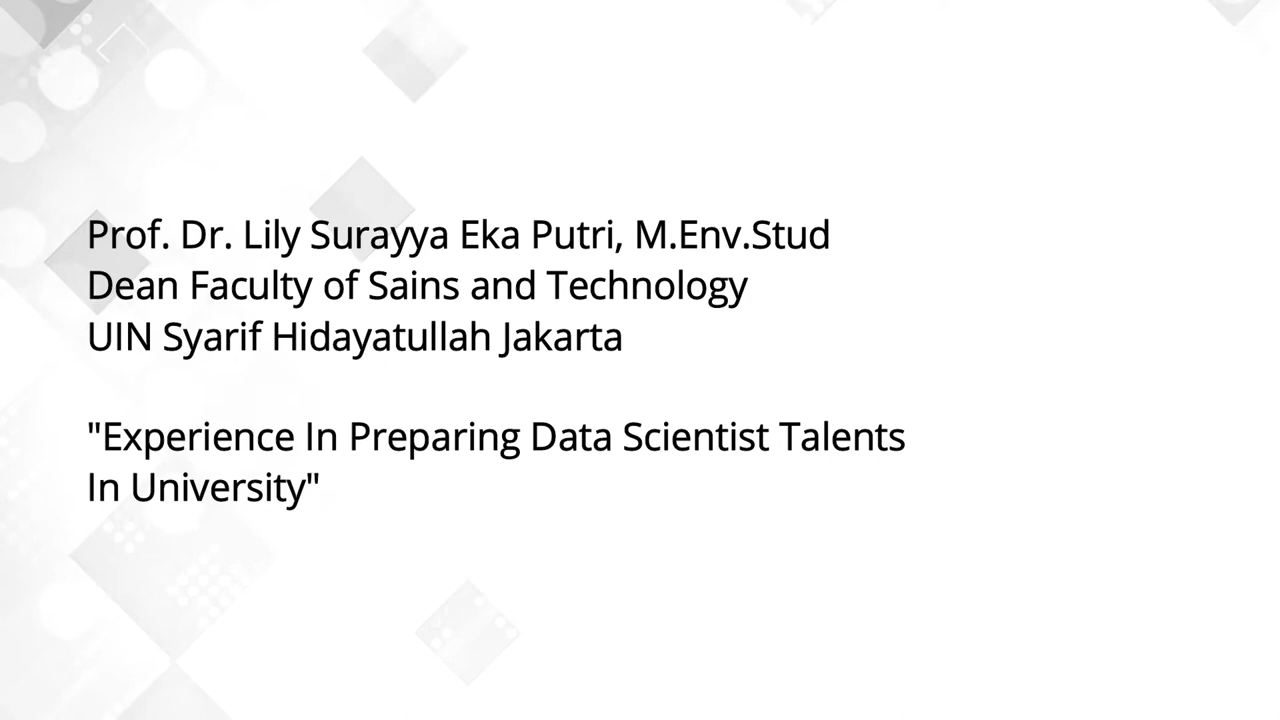 Prof. Dr. Lily Surayya Eka Putri, M.Env.Stud
Dean Faculty of Sains and Technology
UIN Syarif Hidayatullah Jakarta
"Experience In Preparing Data Scientist Talents
In University"